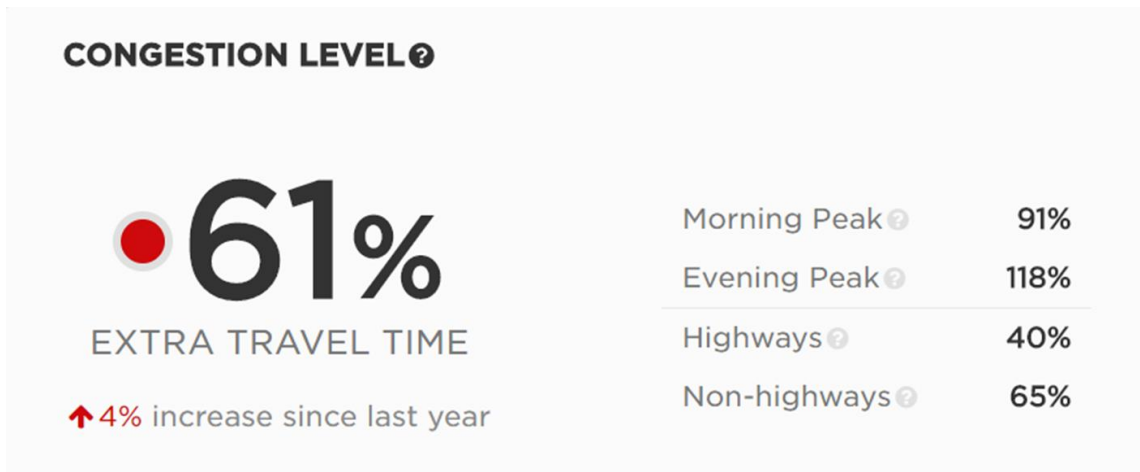 CONGESTION LEVEL?
61%
EXTRA TRAVEL TIME
4% increase since last year
Morning Peak? 91%
Evening Peak? 118%
Highways? 40%
Non-highways? 65%